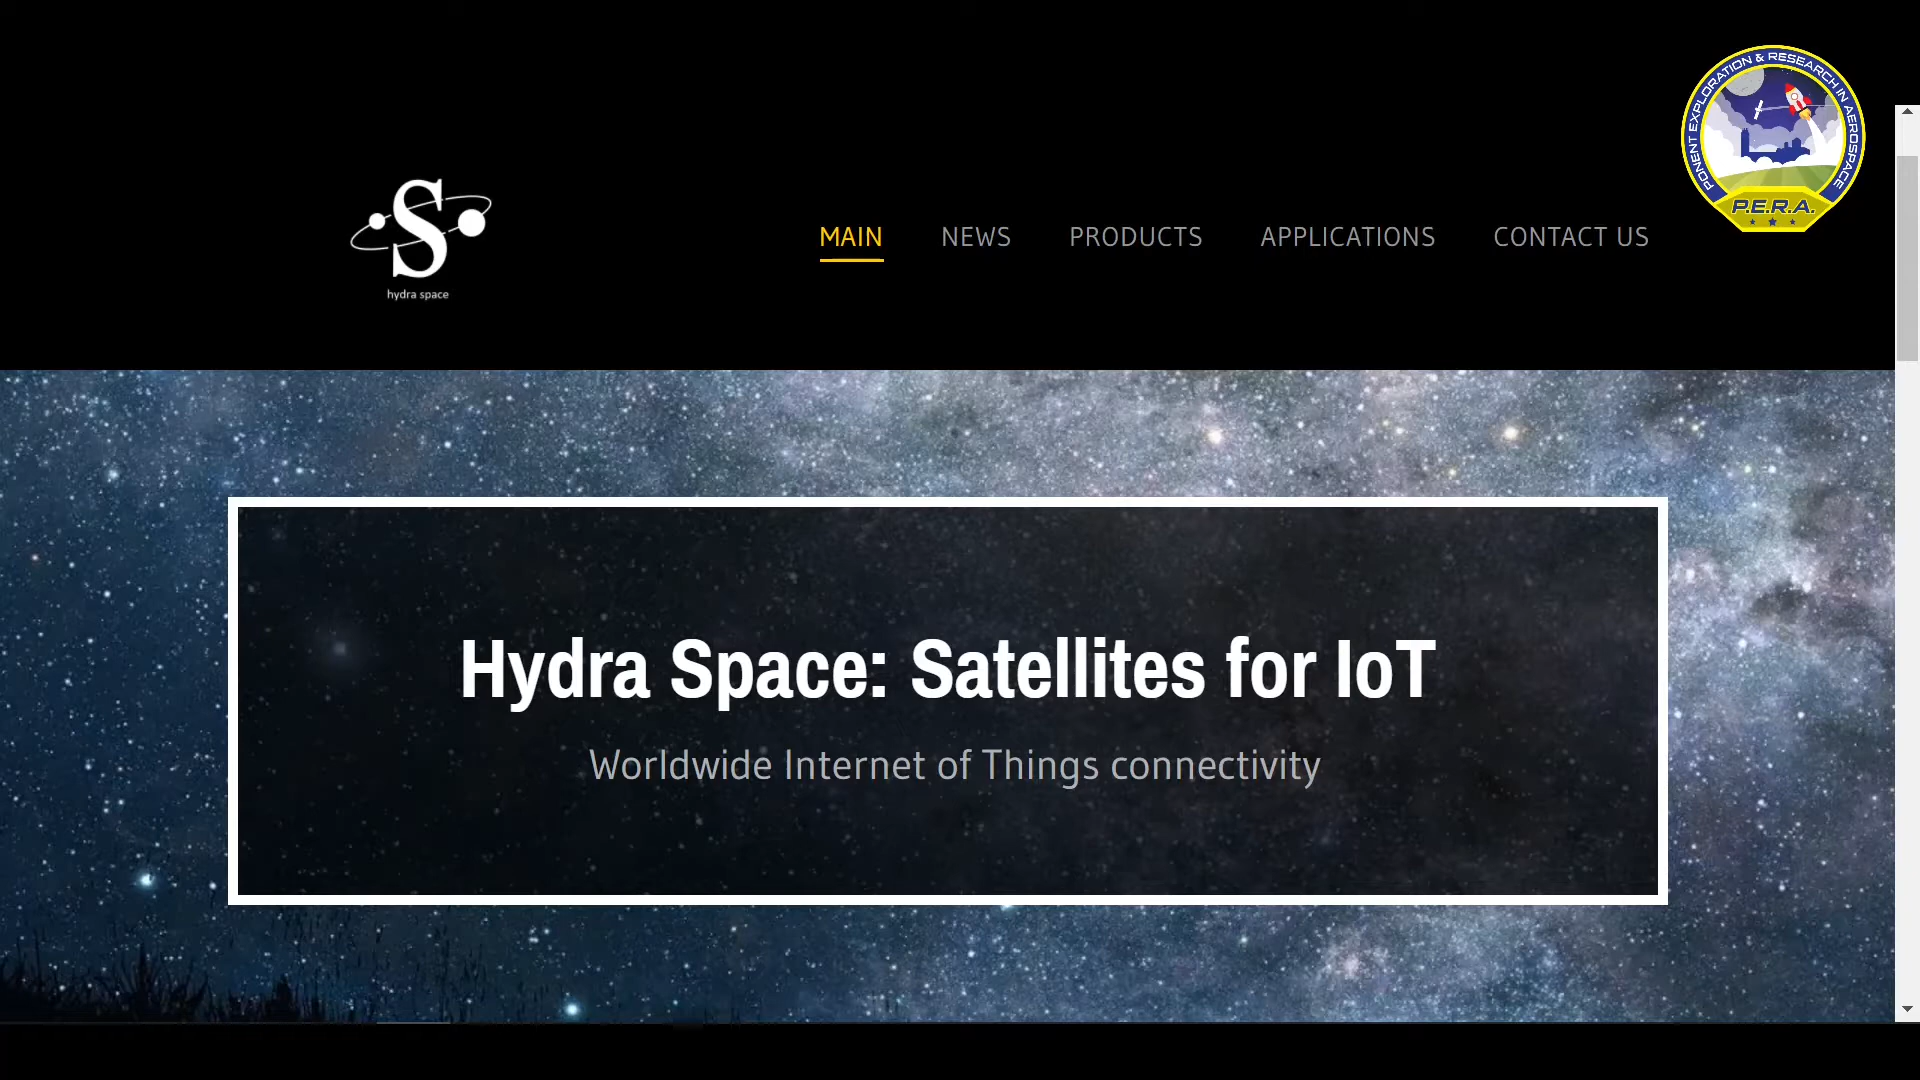 PONENT EXPLORATION & RESEARCH IN AEROSPACE
P.E.R.A.
S
hydra space
MAIN NEWS PRODUCTS APPLICATIONS CONTACT US
Hydra Space: Satellites for IoT
Worldwide Internet of Things connectivity